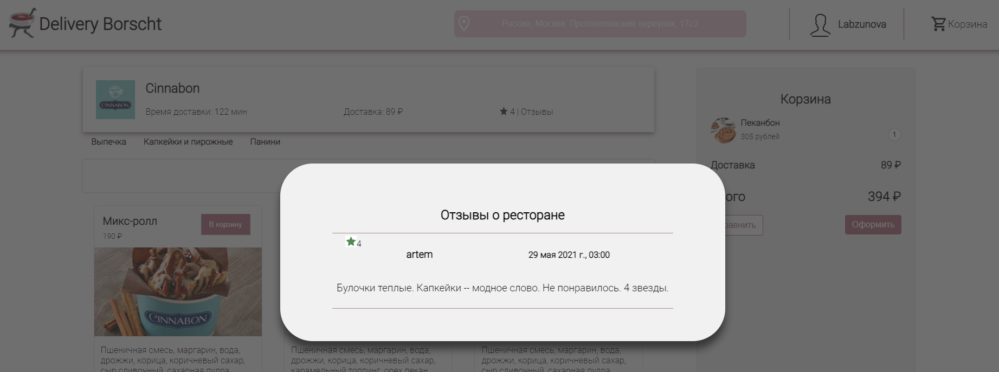 Delivery Borscht
Россия, Москва, Протопоповский переулок, 17с3
Labzunova
Корзина
Cinnabon
CINNABON
Время доставки: 122 мин
Доставка: 89 ₽
4 | Отзывы
Выпечка
Капкейки и пирожные
Панини
Корзина
Пеканбон
305 рублей
1
Доставка
89 ₽
ого
394 ₽
равить
Оформить
Микс-ролл
190 ₽
В корзину
CINNABON
Отзывы о ресторане
4
artem
29 мая 2021 г., 03:00
Булочки теплые. Капкейки -- модное слово. Не понравилось. 4 звезды.
Пшеничная смесь, маргарин, вода,
дрожжи, корица, коричневый сахар,
сыр сливочный, сахарная пудра
Пшеничная смесь, маргарин, вода,
дрожжи, корица, коричневый сахар,
карамельный топпинг, орех пекан
Пшеничная смесь, маргарин, вода,
дрожжи, корица, коричневый сахар,
сыр сливочный, сахарная пудра